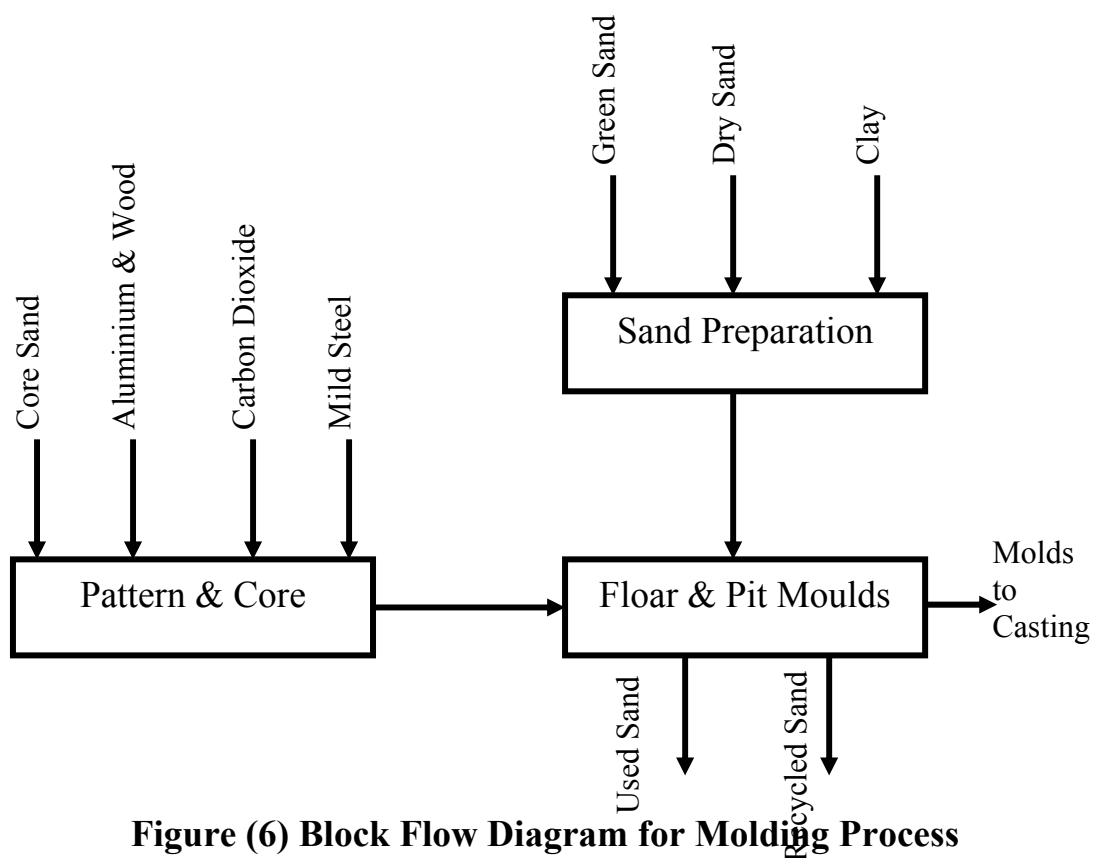 Green Sand
Dry Sand
Clay
Sand Preparation
Core Sand
Aluminium & Wood
Carbon Dioxide
Mild Steel
Pattern & Core
Floar & Pit Moulds
Molds
to
Casting
Used Sand
Recycled Sand
Figure (6) Block Flow Diagram for Molding Process